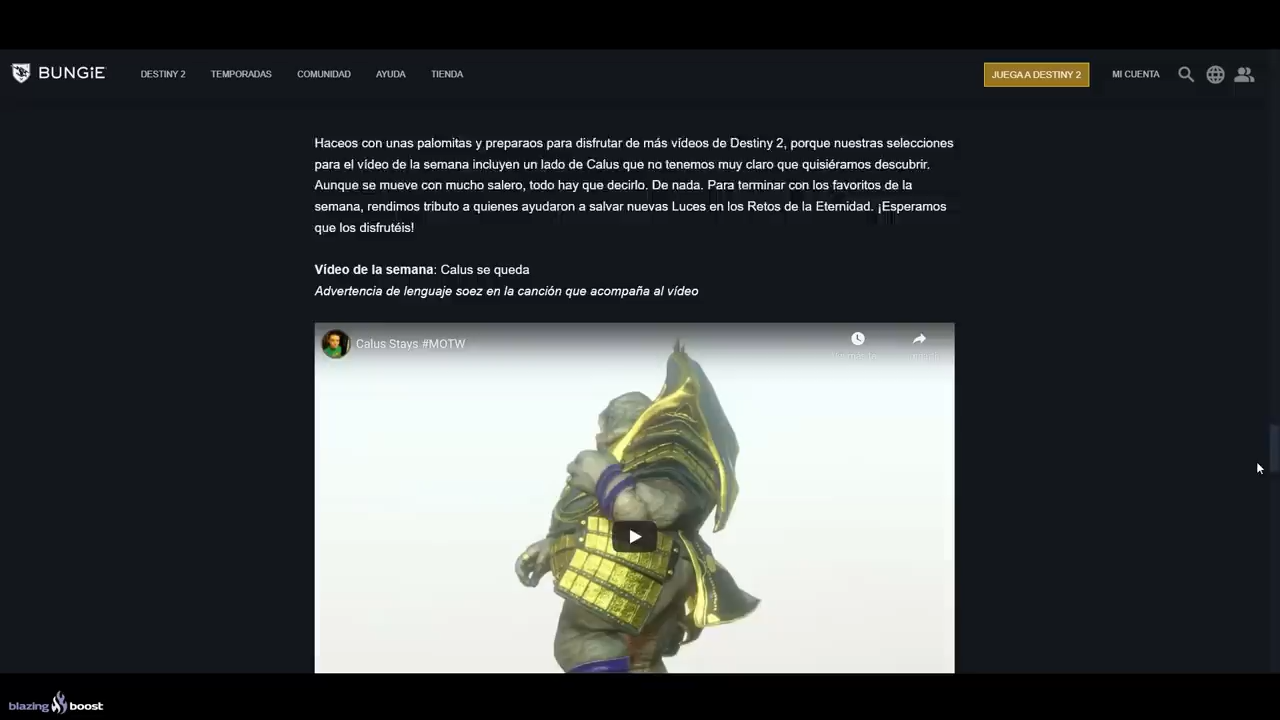 BUNGiE
DESTINY 2
TEMPORADAS
COMUNIDAD
AYUDA
TIENDA
JUEGA A DESTINY 2
MI CUENTA
Haceos con unas palomitas y preparaos para disfrutar de más vídeos de Destiny 2, porque nuestras selecciones
para el vídeo de la semana incluyen un lado de Calus que no tenemos muy claro que quisiéramos descubrir.
Aunque se mueve con mucho salero, todo hay que decirlo. De nada. Para terminar con los favoritos de la
semana, rendimos tributo a quienes ayudaron a salvar nuevas Luces en los Retos de la Eternidad. ¡Esperamos
que los disfrutéis!
Vídeo de la semana: Calus se queda
Advertencia de lenguaje soez en la canción que acompaña al vídeo
Calus Stays #MOTW
blazing boost